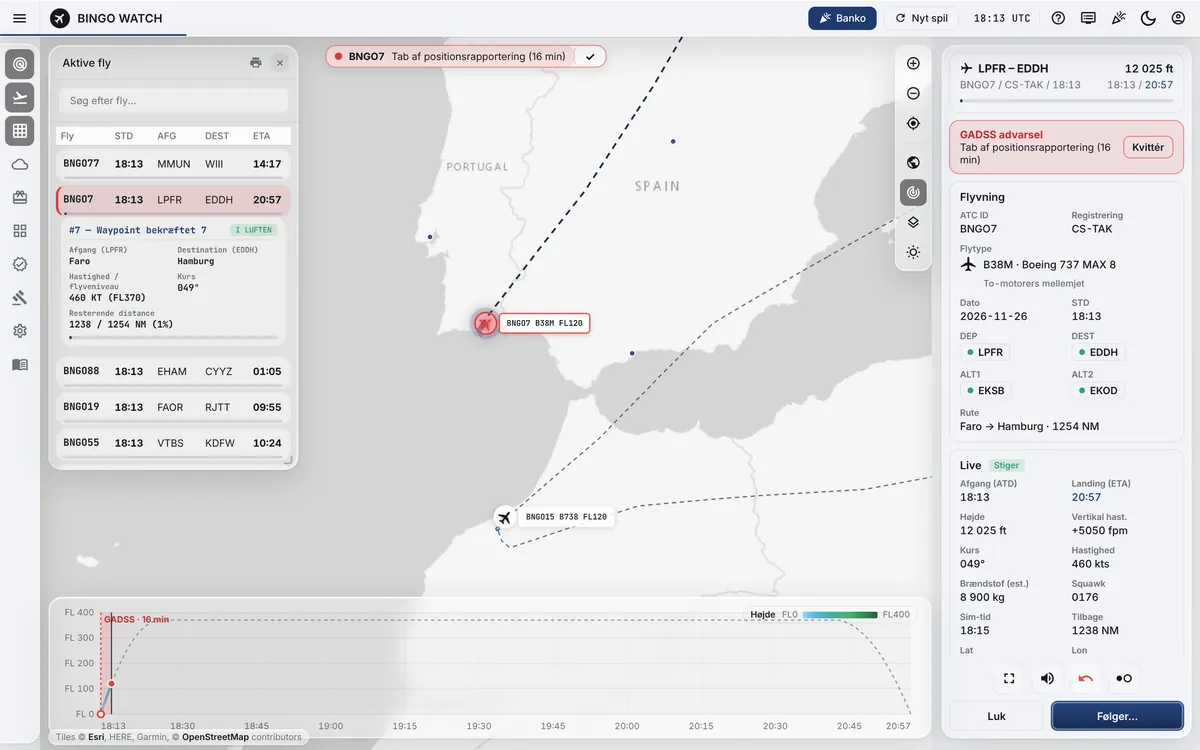 BINGO WATCH
Banko
Nyt spil
18:13 UTC
Aktive fly
Søg efter fly...
Fly STD AFG DEST ETA
BNGO77 18:13 MMUN WIII 14:17
BNGO7 18:13 LPFR EDDH 20:57
#7 — Waypoint bekræftet 7 I LUFTEN
Afgang (LPFR) Destination (EDDH)
Faro Hamburg
Hastighed / flyveniveau Kurs
460 KT (FL370) 049°
Resterende distance
1238 / 1254 NM (1%)
BNGO88 18:13 EHAM CYYZ 01:05
BNGO19 18:13 FAOR RJTT 09:55
BNGO55 18:13 VTBS KDFW 10:24
BNGO7 Tab af positionsrapportering (16 min)
PORTUGAL
SPAIN
BNGO7 B38M FL120
BNGO15 B738 FL120
FL 400
FL 300
FL 200
FL 100
FL 0
GADSS · 16 min
Højde FL0 FL400
18:13 18:30 18:45 19:00 19:15 19:30 19:45 20:00 20:15 20:30 20:45 20:57
Tiles © Esri, HERE, Garmin, © OpenStreetMap contributors
LPFR – EDDH 12 025 ft
BNGO7 / CS-TAK / 18:13 18:13 / 20:57
GADSS advarsel
Tab af positionsrapportering (16
min)
Kvittér
Flyvning
ATC ID Registrering
BNGO7 CS-TAK
Flytype
B38M · Boeing 737 MAX 8
To-motorers mellemjet
Dato STD
2026-11-26 18:13
DEP DEST
LPFR EDDH
ALT1 ALT2
EKSB EKOD
Rute
Faro → Hamburg · 1254 NM
Live Stiger
Afgang (ATD) Landing (ETA)
18:13 20:57
Højde Vertikal hast.
12 025 ft +5050 fpm
Kurs Hastighed
049° 460 kts
Brændstof (est.) Squawk
8 900 kg 0176
Sim-tid Tilbage
18:15 1238 NM
Lat Lon
Luk
Følger...